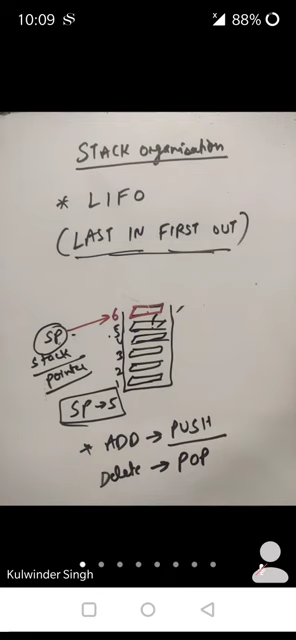 10:09 S 88%
STACK organisation
* LIFO
(LAST IN FIRST OUT)
SP
stack
pointer
6
5
4
3
2
1
SP → 5
* ADD → PUSH
Delete → POP
Kulwinder Singh